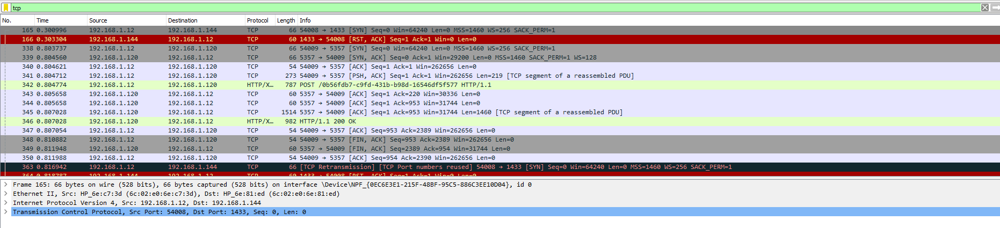 tcp
No. Time Source Destination Protocol Length Info
165 0.300996 192.168.1.12 192.168.1.144 TCP 66 54008 → 1433 [SYN] Seq=0 Win=64240 Len=0 MSS=1460 WS=256 SACK_PERM=1
166 0.303304 192.168.1.144 192.168.1.12 TCP 60 1433 → 54008 [RST, ACK] Seq=1 Ack=1 Win=0 Len=0
338 0.803737 192.168.1.12 192.168.1.120 TCP 66 54009 → 5357 [SYN] Seq=0 Win=64240 Len=0 MSS=1460 WS=256 SACK_PERM=1
339 0.804560 192.168.1.120 192.168.1.12 TCP 66 5357 → 54009 [SYN, ACK] Seq=0 Ack=1 Win=29200 Len=0 MSS=1460 SACK_PERM=1 WS=128
340 0.804621 192.168.1.12 192.168.1.120 TCP 54 54009 → 5357 [ACK] Seq=1 Ack=1 Win=262656 Len=0
341 0.804712 192.168.1.12 192.168.1.120 TCP 273 54009 → 5357 [PSH, ACK] Seq=1 Ack=1 Win=262656 Len=219 [TCP segment of a reassembled PDU]
342 0.804774 192.168.1.12 192.168.1.120 HTTP/X… 787 POST /0b56fdb7-c9fd-431b-b98d-16546df5f577 HTTP/1.1
343 0.805658 192.168.1.120 192.168.1.12 TCP 60 5357 → 54009 [ACK] Seq=1 Ack=220 Win=30336 Len=0
344 0.805658 192.168.1.120 192.168.1.12 TCP 60 5357 → 54009 [ACK] Seq=1 Ack=953 Win=31744 Len=0
345 0.807028 192.168.1.120 192.168.1.12 TCP 1514 5357 → 54009 [ACK] Seq=1 Ack=953 Win=31744 Len=1460 [TCP segment of a reassembled PDU]
346 0.807028 192.168.1.120 192.168.1.12 HTTP/X… 982 HTTP/1.1 200 OK
347 0.807054 192.168.1.12 192.168.1.120 TCP 54 54009 → 5357 [ACK] Seq=953 Ack=2389 Win=262656 Len=0
348 0.810882 192.168.1.12 192.168.1.120 TCP 54 54009 → 5357 [FIN, ACK] Seq=953 Ack=2389 Win=262656 Len=0
349 0.811948 192.168.1.120 192.168.1.12 TCP 60 5357 → 54009 [FIN, ACK] Seq=2389 Ack=954 Win=31744 Len=0
350 0.811988 192.168.1.12 192.168.1.120 TCP 54 54009 → 5357 [ACK] Seq=954 Ack=2390 Win=262656 Len=0
363 0.816942 192.168.1.12 192.168.1.144 TCP 66 [TCP Retransmission] [TCP Port numbers reused] 54008 → 1433 [SYN] Seq=0 Win=64240 Len=0 MSS=1460 WS=256 SACK_PERM=1
364 0.818787 192.168.1.144 192.168.1.12 TCP 60 1433 → 54008 [RST, ACK] Seq=1 Ack=1 Win=0 Len=0
Frame 165: 66 bytes on wire (528 bits), 66 bytes captured (528 bits) on interface \Device\NPF_{0EC6E3E1-215F-48BF-95C5-886C3EE10D04}, id 0
Ethernet II, Src: HP_6e:c7:3d (6c:02:e0:6e:c7:3d), Dst: HP_6e:81:ed (6c:02:e0:6e:81:ed)
Internet Protocol Version 4, Src: 192.168.1.12, Dst: 192.168.1.144
Transmission Control Protocol, Src Port: 54008, Dst Port: 1433, Seq: 0, Len: 0